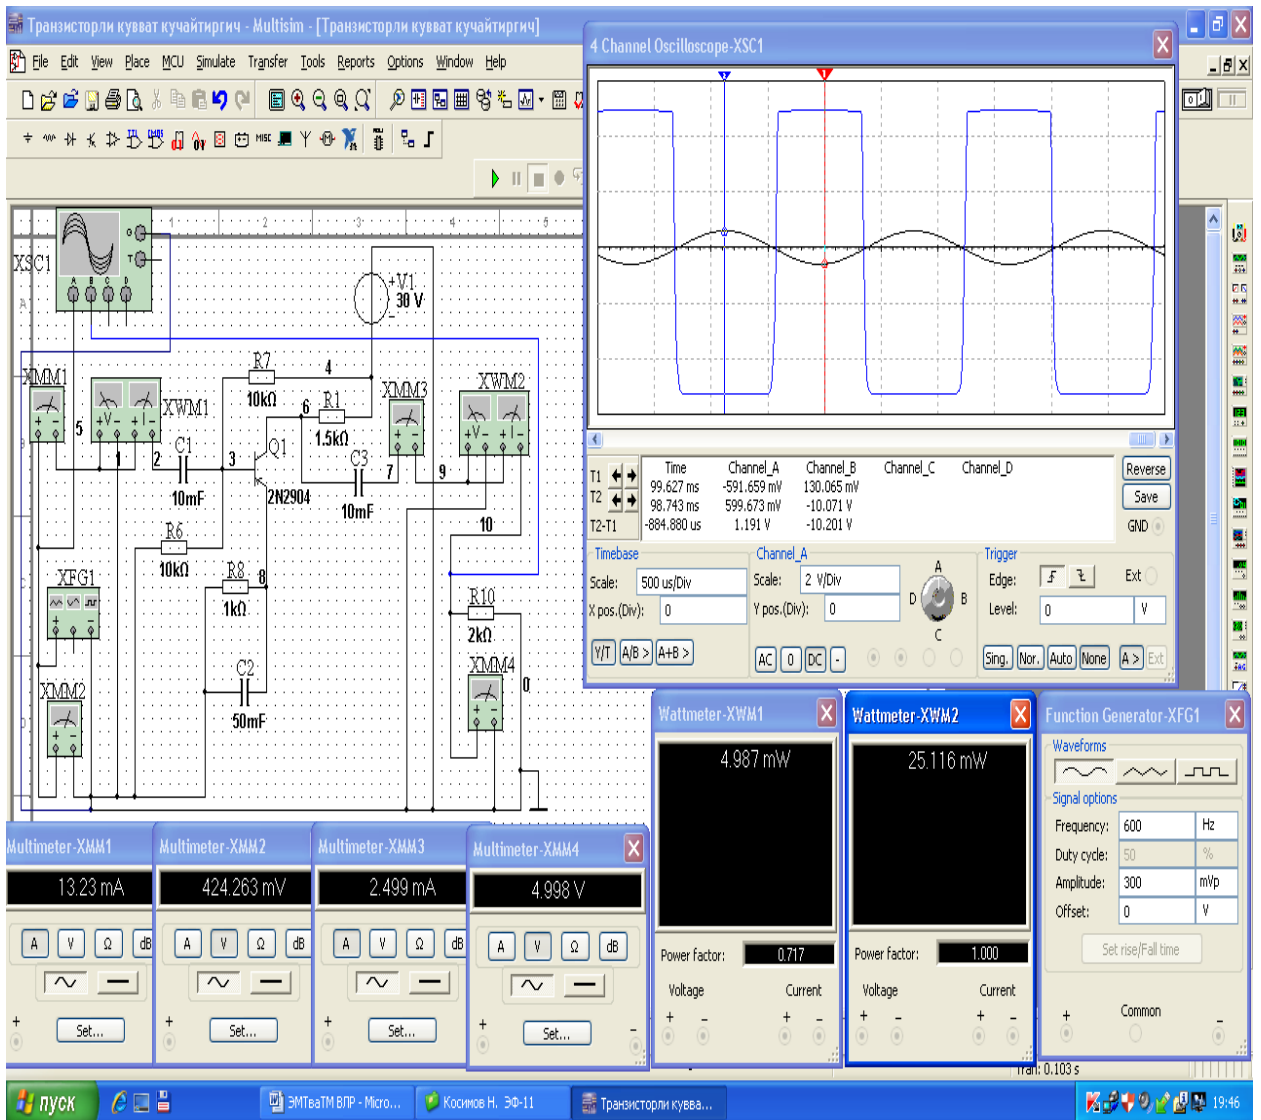 Транзисторли кувват кучайтиргич - Multisim - [Транзисторли кувват кучайтиргич]
File Edit View Place MCU Simulate Transfer Tools Reports Options Window Help
4 Channel Oscilloscope-XSC1
XSC1
G
T
A B C D
1 2 3 4 5
+V1
30 V
R7
10kΩ
4
XMM1
XWM1
XMM3
XWM2
6
R1
1.5kΩ
5
1
2
C1
10mF
3
Q1
2N2904
C3
10mF
7
9
10
R6
10kΩ
R8
1kΩ
8
XFG1
R10
2kΩ
XMM2
C2
50mF
XMM4
0
Time Channel_A Channel_B Channel_C Channel_D
T1 99.627 ms -591.659 mV 130.065 mV
T2 98.743 ms 599.673 mV -10.071 V
T2-T1 -884.880 us 1.191 V -10.201 V
Reverse
Save
GND
Timebase
Scale: 500 us/Div
X pos.(Div): 0
Y/T A/B > A+B >
Channel_A
Scale: 2 V/Div
Y pos.(Div): 0
AC 0 DC -
A
B
C
D
Trigger
Edge: Ext
Level: 0 V
Sing. Nor. Auto None A > Ext
Wattmeter-XWM1
4.987 mW
Power factor: 0.717
Voltage Current
+ - + -
Wattmeter-XWM2
25.116 mW
Power factor: 1.000
Voltage Current
+ - + -
Function Generator-XFG1
Waveforms
Signal options
Frequency: 600 Hz
Duty cycle: 50 %
Amplitude: 300 mVp
Offset: 0 V
Set rise/Fall time
+ Common -
Multimeter-XMM1
13.23 mA
A V Ω dB
Set...
Multimeter-XMM2
424.263 mV
A V Ω dB
Set...
Multimeter-XMM3
2.499 mA
A V Ω dB
Set...
Multimeter-XMM4
4.998 V
A V Ω dB
Set...
Tran: 0.103 s
пуск
ЭМТваТМ ВЛР - Micro...
Косимов Н. ЭФ-11
Транзисторли кувва...
19:46